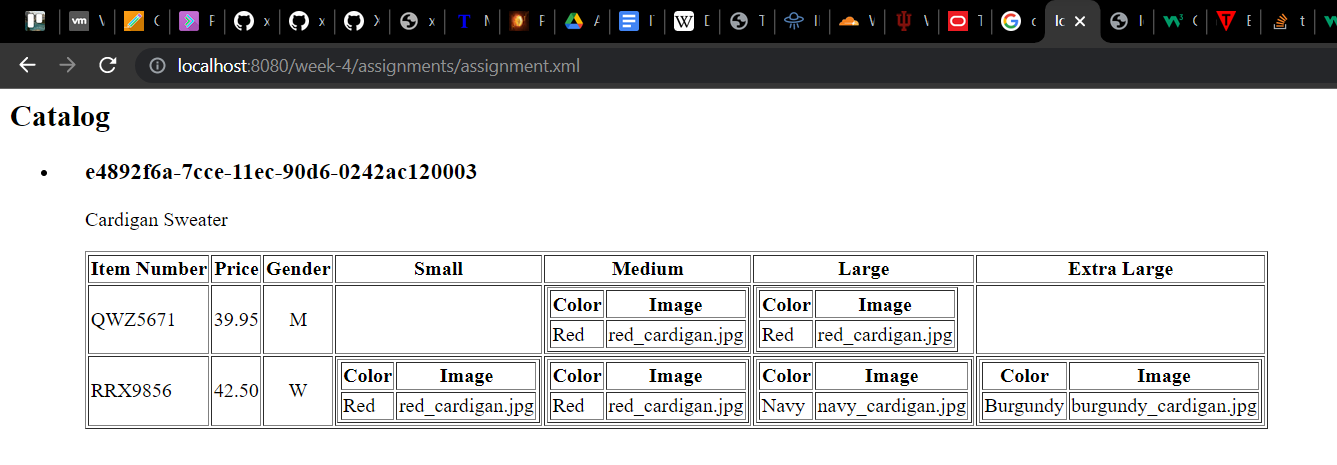 localhost:8080/week-4/assignments/assignment.xml
Catalog
e4892f6a-7cce-11ec-90d6-0242ac120003
Cardigan Sweater
Item Number Price Gender Small Medium Large Extra Large
Color Image Color Image
QWZ5671 39.95 M
Red red_cardigan.jpg Red red_cardigan.jpg
Color Image Color Image Color Image Color Image
RRX9856 42.50 W
Red red_cardigan.jpg Red red_cardigan.jpg Navy navy_cardigan.jpg Burgundy burgundy_cardigan.jpg